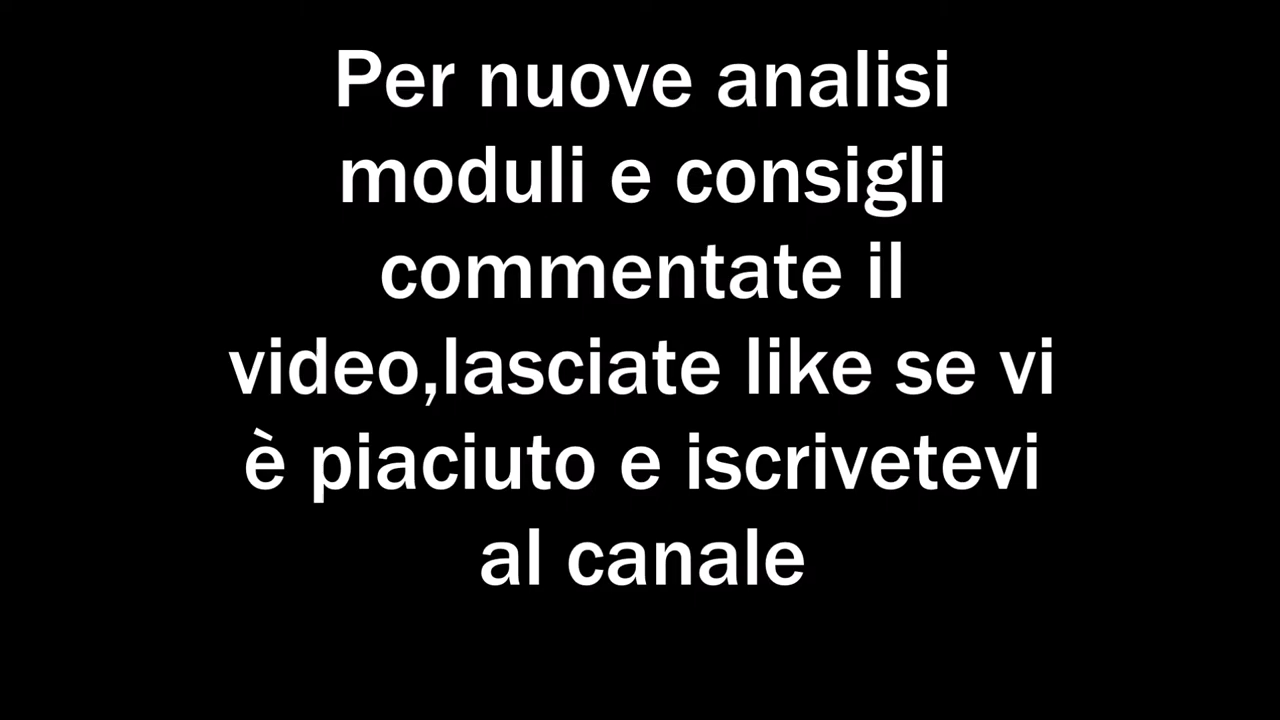 Per nuove analisi
moduli e consigli
commentate il
video,lasciate like se vi
è piaciuto e iscrivetevi
al canale